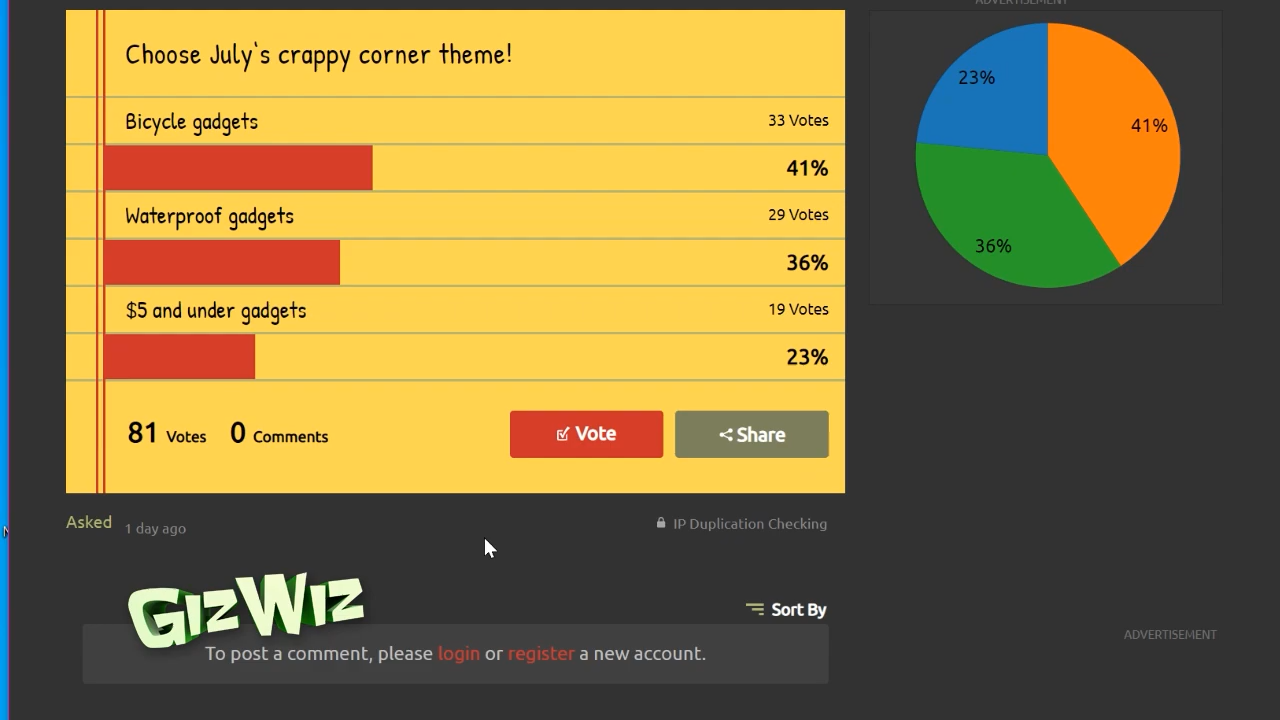 ADVERTISEMENT
Choose July`s crappy corner theme!
Bicycle gadgets
33 Votes
41%
Waterproof gadgets
29 Votes
36%
$5 and under gadgets
19 Votes
23%
81 Votes 0 Comments
Vote
Share
Asked 1 day ago
IP Duplication Checking
GIZWIZ
Sort By
To post a comment, please login or register a new account.
23%
41%
36%
ADVERTISEMENT